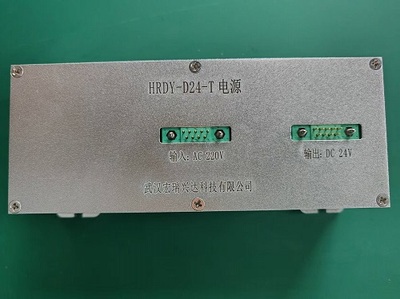 HRDY-D24-T 电源
输入: AC 220V
输出: DC 24V
武汉宏瑞兴达科技有限公司